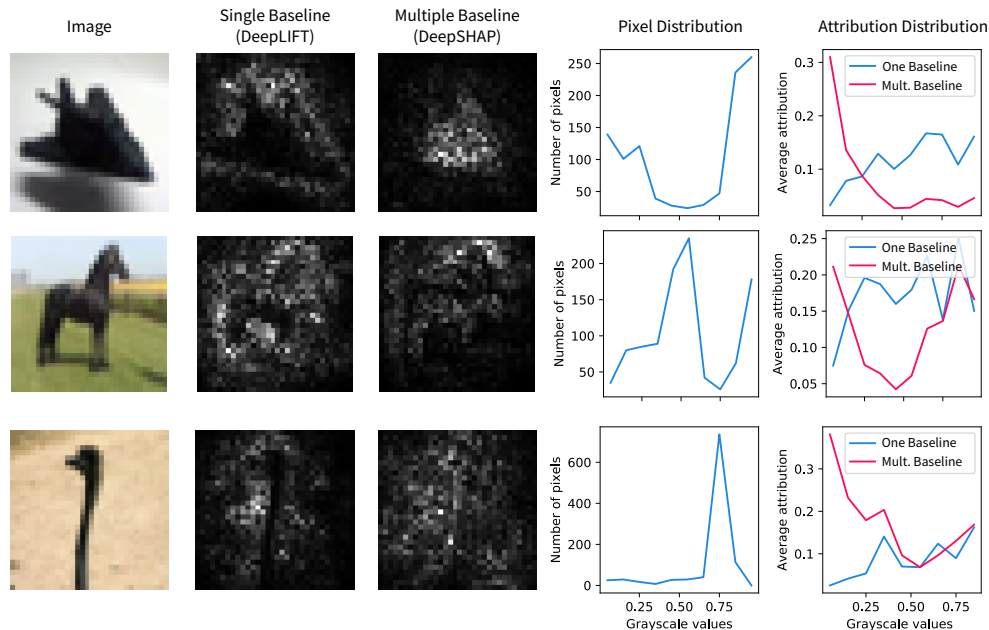 Image
Single Baseline
(DeepLIFT)
Multiple Baseline
(DeepSHAP)
Pixel Distribution
Attribution Distribution
Number of pixels
250
200
150
100
50
Average attribution
0.3
0.2
0.1
One Baseline
Mult. Baseline
Number of pixels
200
150
100
50
Average attribution
0.25
0.20
0.15
0.10
0.05
One Baseline
Mult. Baseline
Number of pixels
600
400
200
0
0.25 0.50 0.75
Grayscale values
Average attribution
0.3
0.2
0.1
One Baseline
Mult. Baseline
0.25 0.50 0.75
Grayscale values